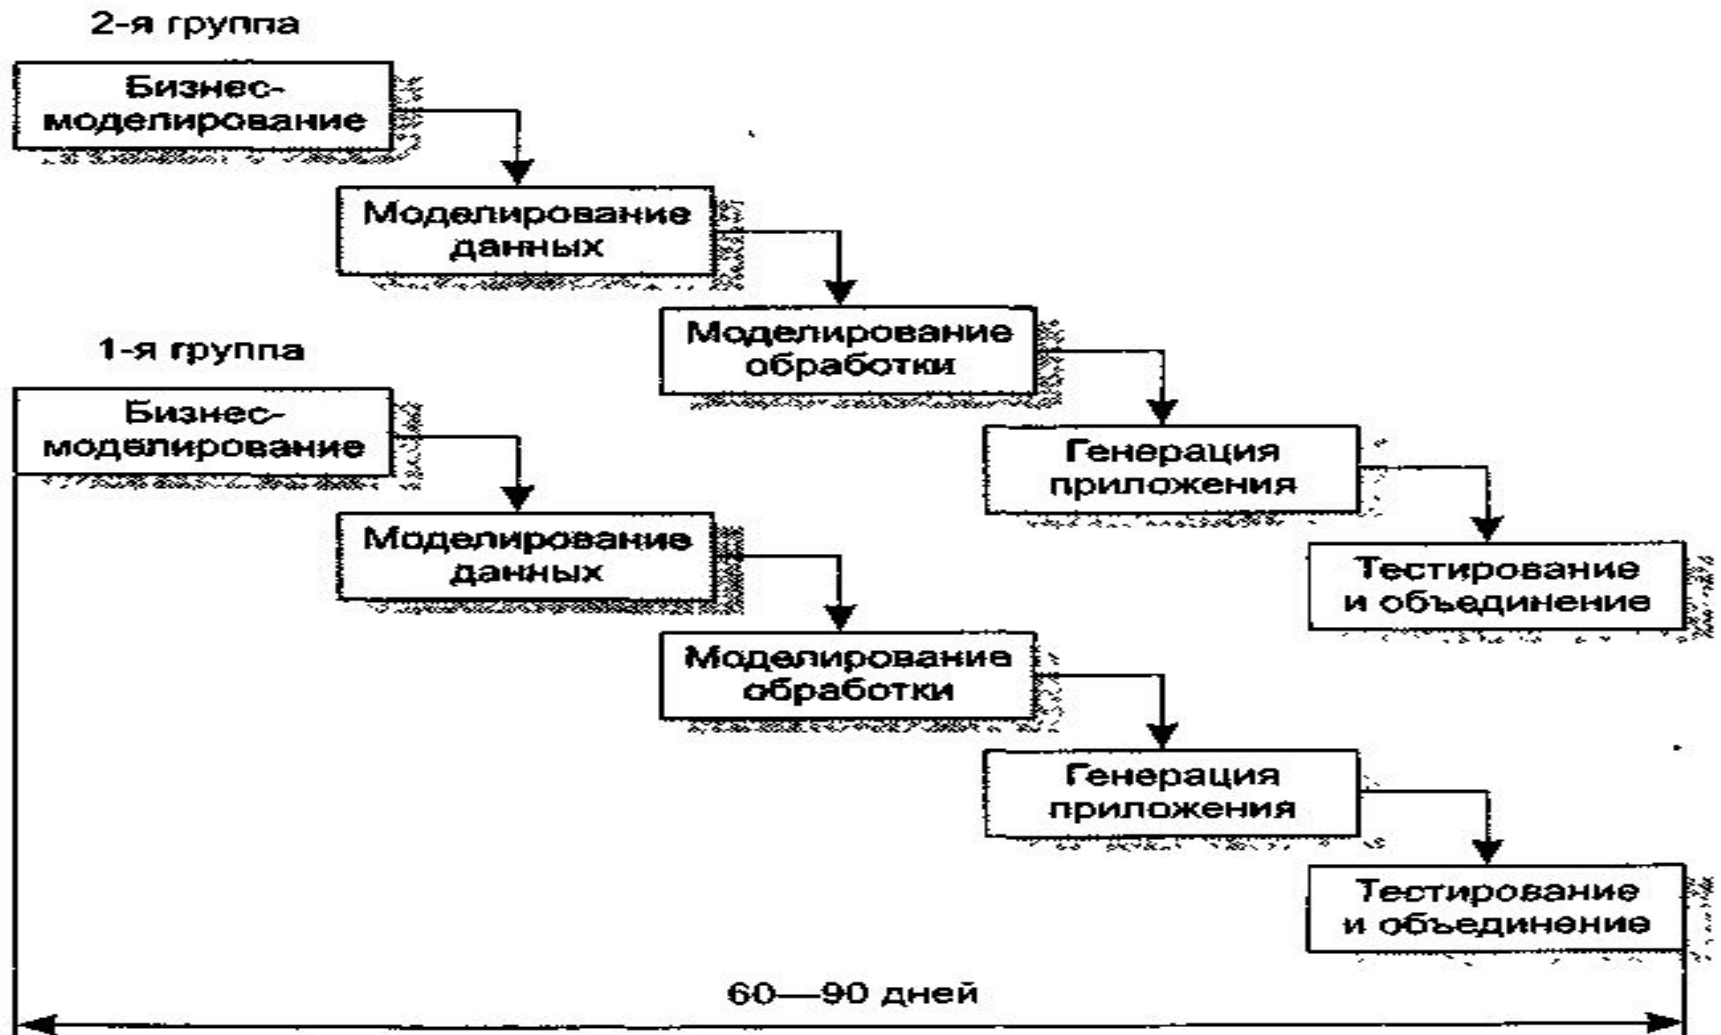 2-я группа
Бизнес-
моделирование
Моделирование
данных
Моделирование
обработки
Генерация
приложения
Тестирование
и объединение
1-я группа
Бизнес-
моделирование
Моделирование
данных
Моделирование
обработки
Генерация
приложения
Тестирование
и объединение
60—90 дней